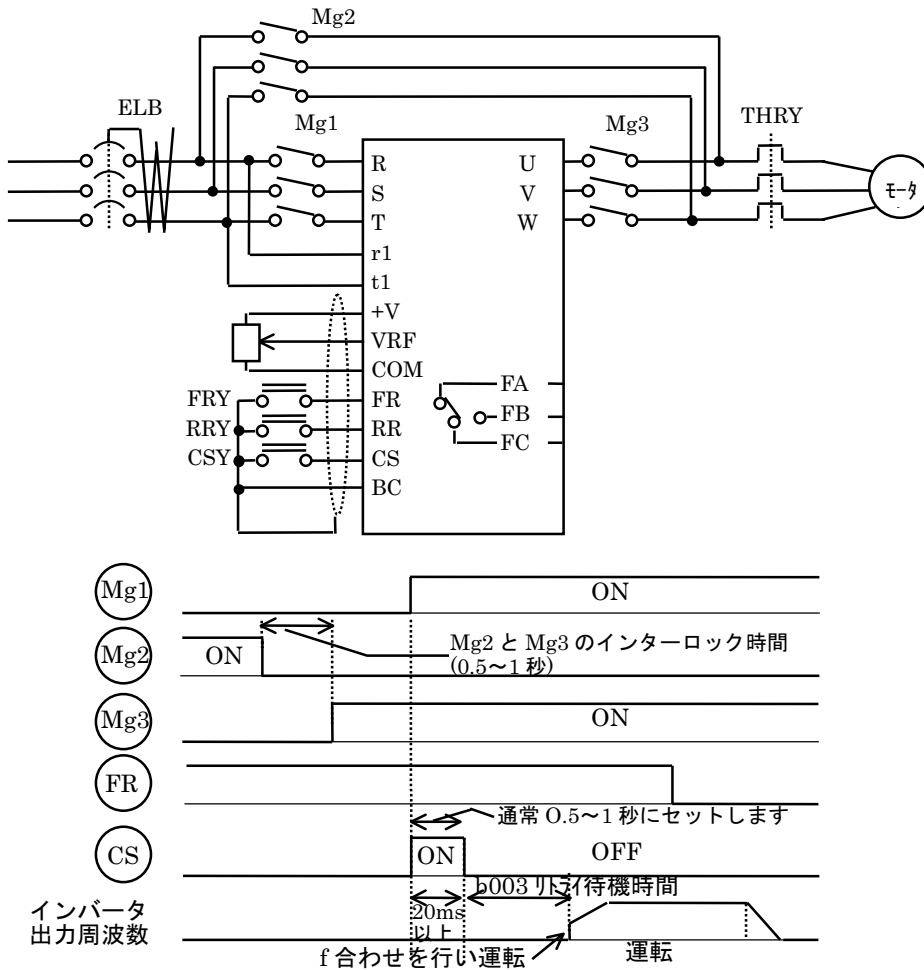 Mg2
ELB
Mg1
Mg3
THRY
R
U
S
V
モータ
T
W
r1
t1
+V
VRF
COM
FRY
FR
FA
RRY
RR
FB
CSY
CS
FC
BC
Mg1
ON
Mg2
ON
Mg2 と Mg3 のインターロック時間
(0.5～1 秒)
Mg3
ON
FR
通常 O.5～1 秒にセットします
CS
ON
OFF
b003 リトライ待機時間
インバータ
出力周波数
20ms
以上
f 合わせを行い運転
運転